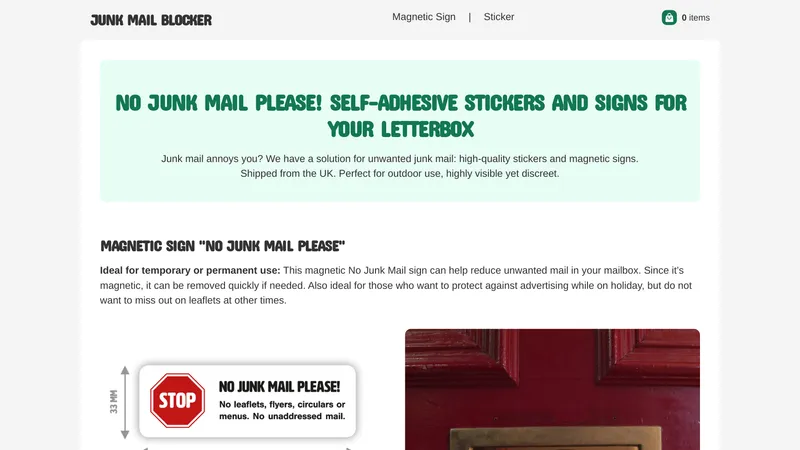 JUNK MAIL BLOCKER
Magnetic Sign | Sticker
0 items
NO JUNK MAIL PLEASE! SELF-ADHESIVE STICKERS AND SIGNS FOR
YOUR LETTERBOX
Junk mail annoys you? We have a solution for unwanted junk mail: high-quality stickers and magnetic signs.
Shipped from the UK. Perfect for outdoor use, highly visible yet discreet.
MAGNETIC SIGN "NO JUNK MAIL PLEASE"
Ideal for temporary or permanent use: This magnetic No Junk Mail sign can help reduce unwanted mail in your mailbox. Since it's
magnetic, it can be removed quickly if needed. Also ideal for those who want to protect against advertising while on holiday, but do not
want to miss out on leaflets at other times.
33 MM
STOP
NO JUNK MAIL PLEASE!
No leaflets, flyers, circulars or
menus. No unaddressed mail.